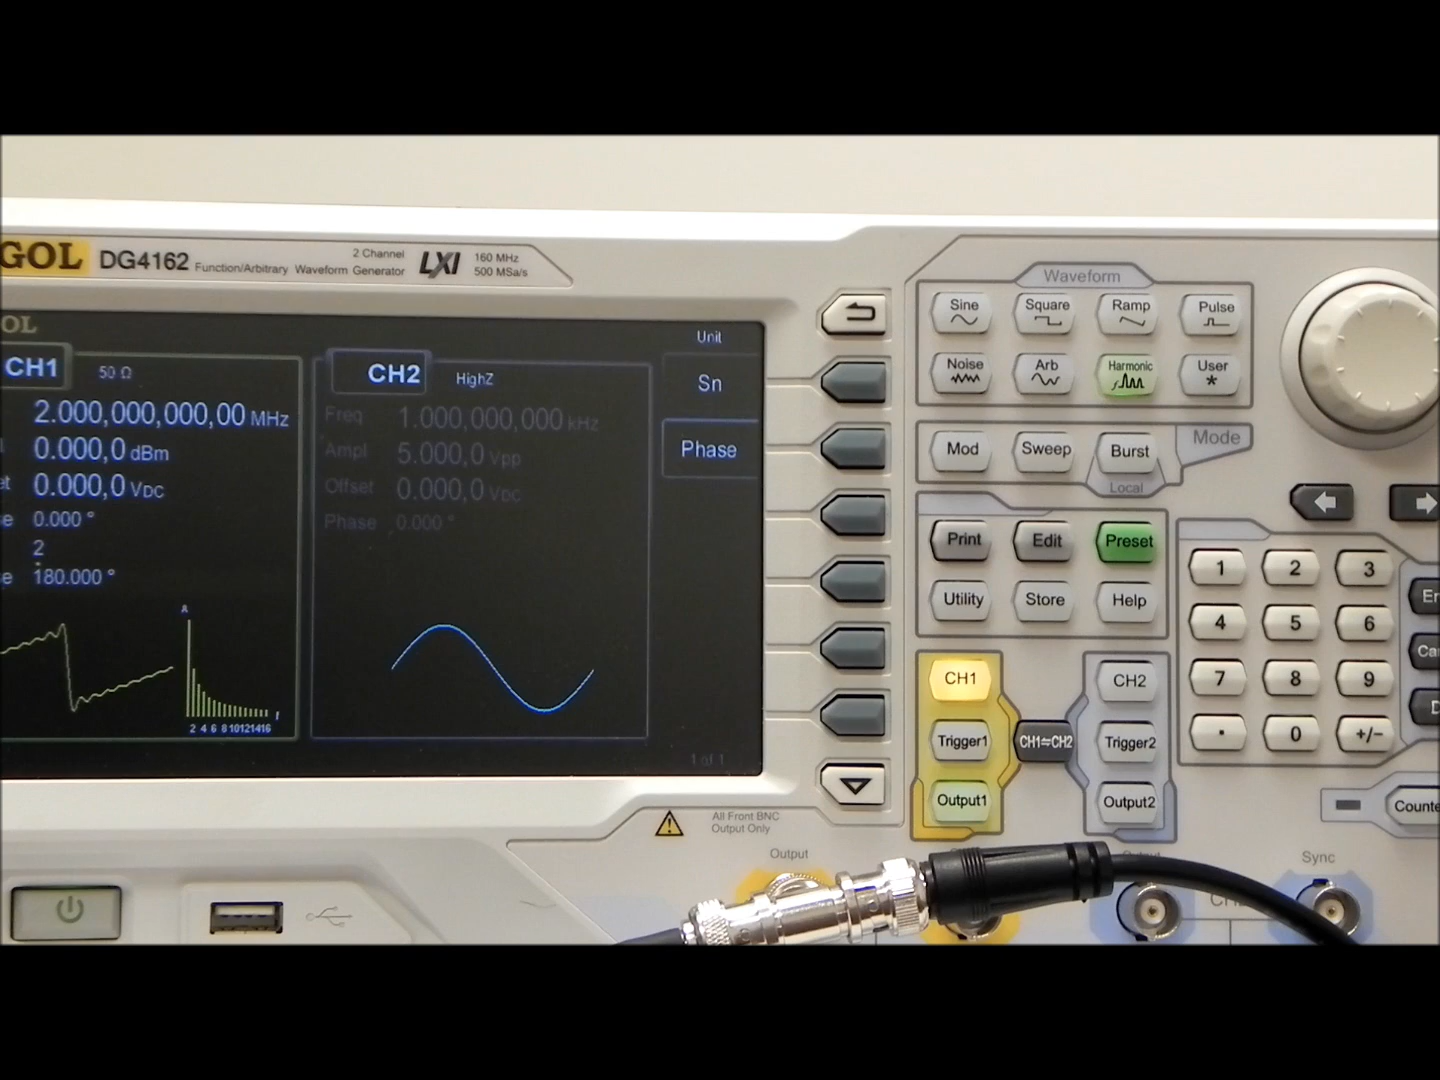 GOL DG4162 Function/Arbitrary Waveform Generator
2 Channel
LXI
160 MHz
500 MSa/s
OL
CH1 50 Ω
2.000,000,000,00 MHz
0.000,0 dBm
et 0.000,0 VDC
se 0.000 °
2
se 180.000 °
A
2 4 6 8 10 12 14 16
f
CH2 HighZ
Freq 1.000,000,000 kHz
Ampl 5.000,0 Vpp
Offset 0.000,0 VDC
Phase 0.000 °
Unit
Sn
Phase
1 of 1
Waveform
Sine
Square
Ramp
Pulse
Noise
Arb
Harmonic
User
Mod
Sweep
Burst
Mode
Local
Print
Edit
Preset
Utility
Store
Help
1 2 3
4 5 6
7 8 9
. 0 +/-
En
Can
CH1
CH2
Trigger1
CH1⇌CH2
Trigger2
Output1
Output2
Counte
All Front BNC
Output Only
Output
Sync